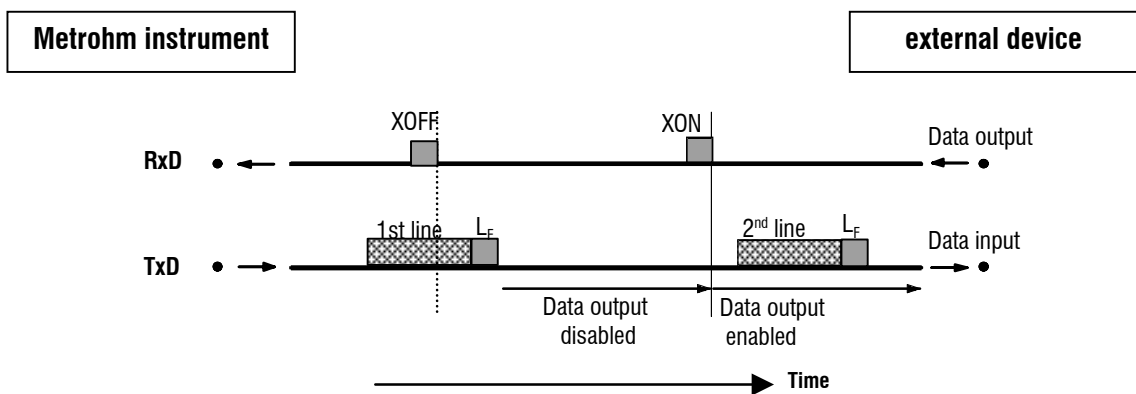 Metrohm instrument
external device
XOFF
XON
RxD
Data output
1st line
LF
2nd line
LF
TxD
Data input
Data output
disabled
Data output
enabled
Time